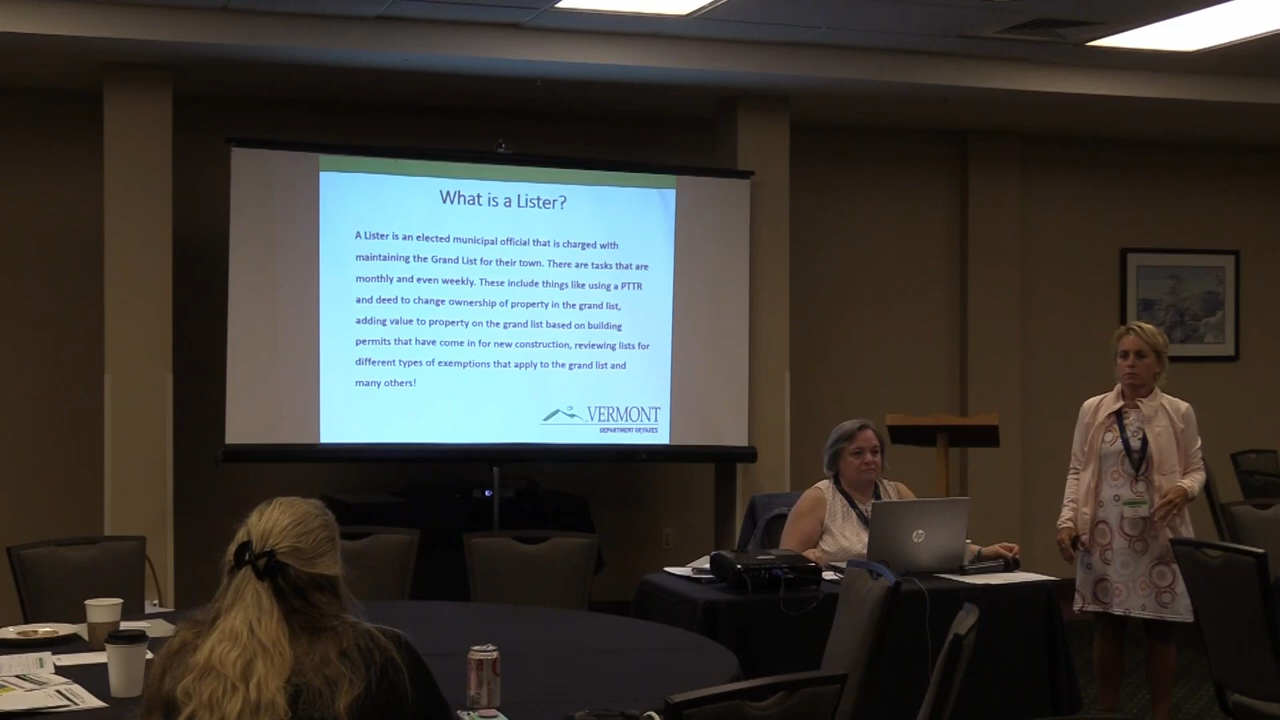 What is a Lister?
A Lister is an elected municipal official that is charged with
maintaining the Grand List for their town. There are tasks that are
monthly and even weekly. These include things like using a PTTR
and deed to change ownership of property in the grand list,
adding value to property on the grand list based on building
permits that have come in for new construction, reviewing lists for
different types of exemptions that apply to the grand list and
many others!
VERMONT
DEPARTMENT OF TAXES
hp